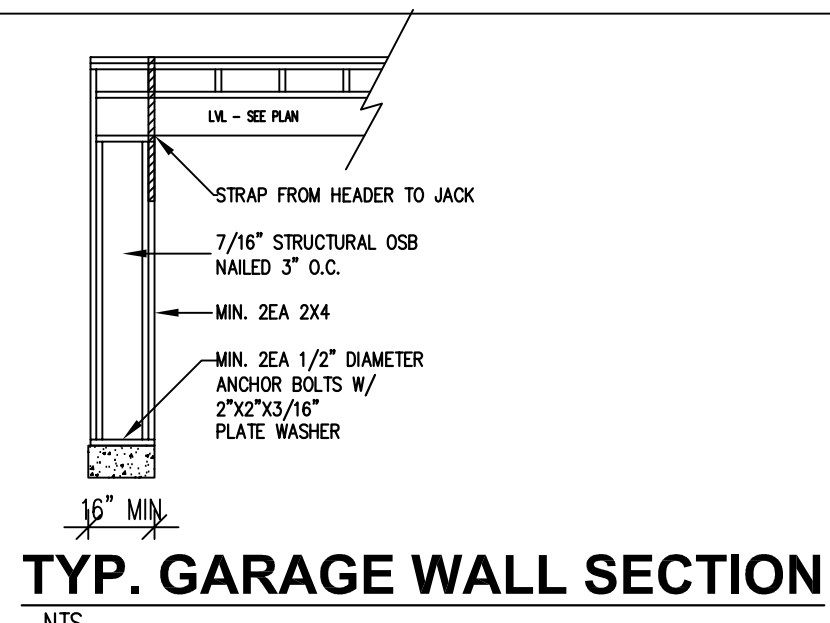 LVL - SEE PLAN
STRAP FROM HEADER TO JACK
7/16" STRUCTURAL OSB
NAILED 3" O.C.
MIN. 2EA 2X4
MIN. 2EA 1/2" DIAMETER
ANCHOR BOLTS W/
2"X2"X3/16"
PLATE WASHER
16" MIN
TYP. GARAGE WALL SECTION
NTS